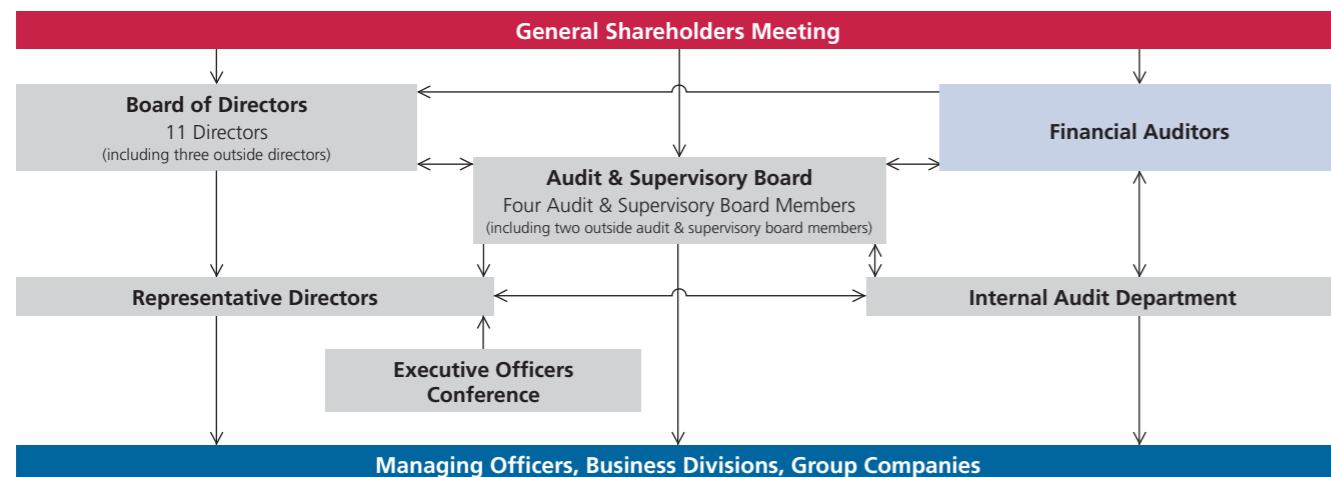 General Shareholders Meeting
Board of Directors
11 Directors
(including three outside directors)
Financial Auditors
Audit & Supervisory Board
Four Audit & Supervisory Board Members
(including two outside audit & supervisory board members)
Representative Directors
Internal Audit Department
Executive Officers
Conference
Managing Officers, Business Divisions, Group Companies